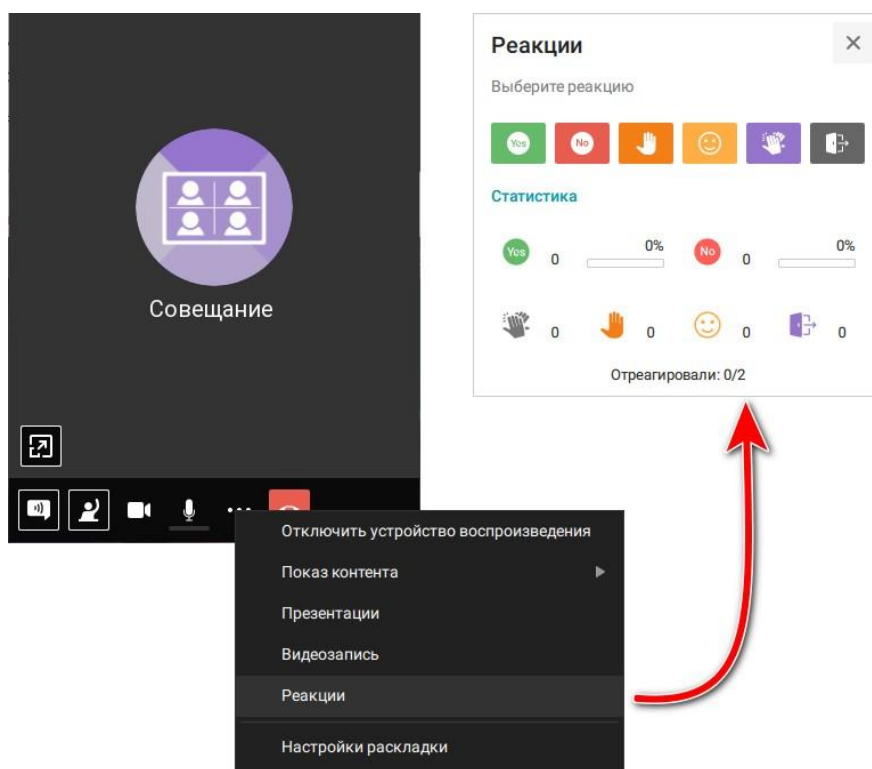 Совещание
Отключить устройство воспроизведения
Показ контента
Презентации
Видеозапись
Реакции
Настройки раскладки
Реакции
Выберите реакцию
Yes No
Статистика
Yes 0 0% No 0 0%
0 0 0 0
Отреагировали: 0/2